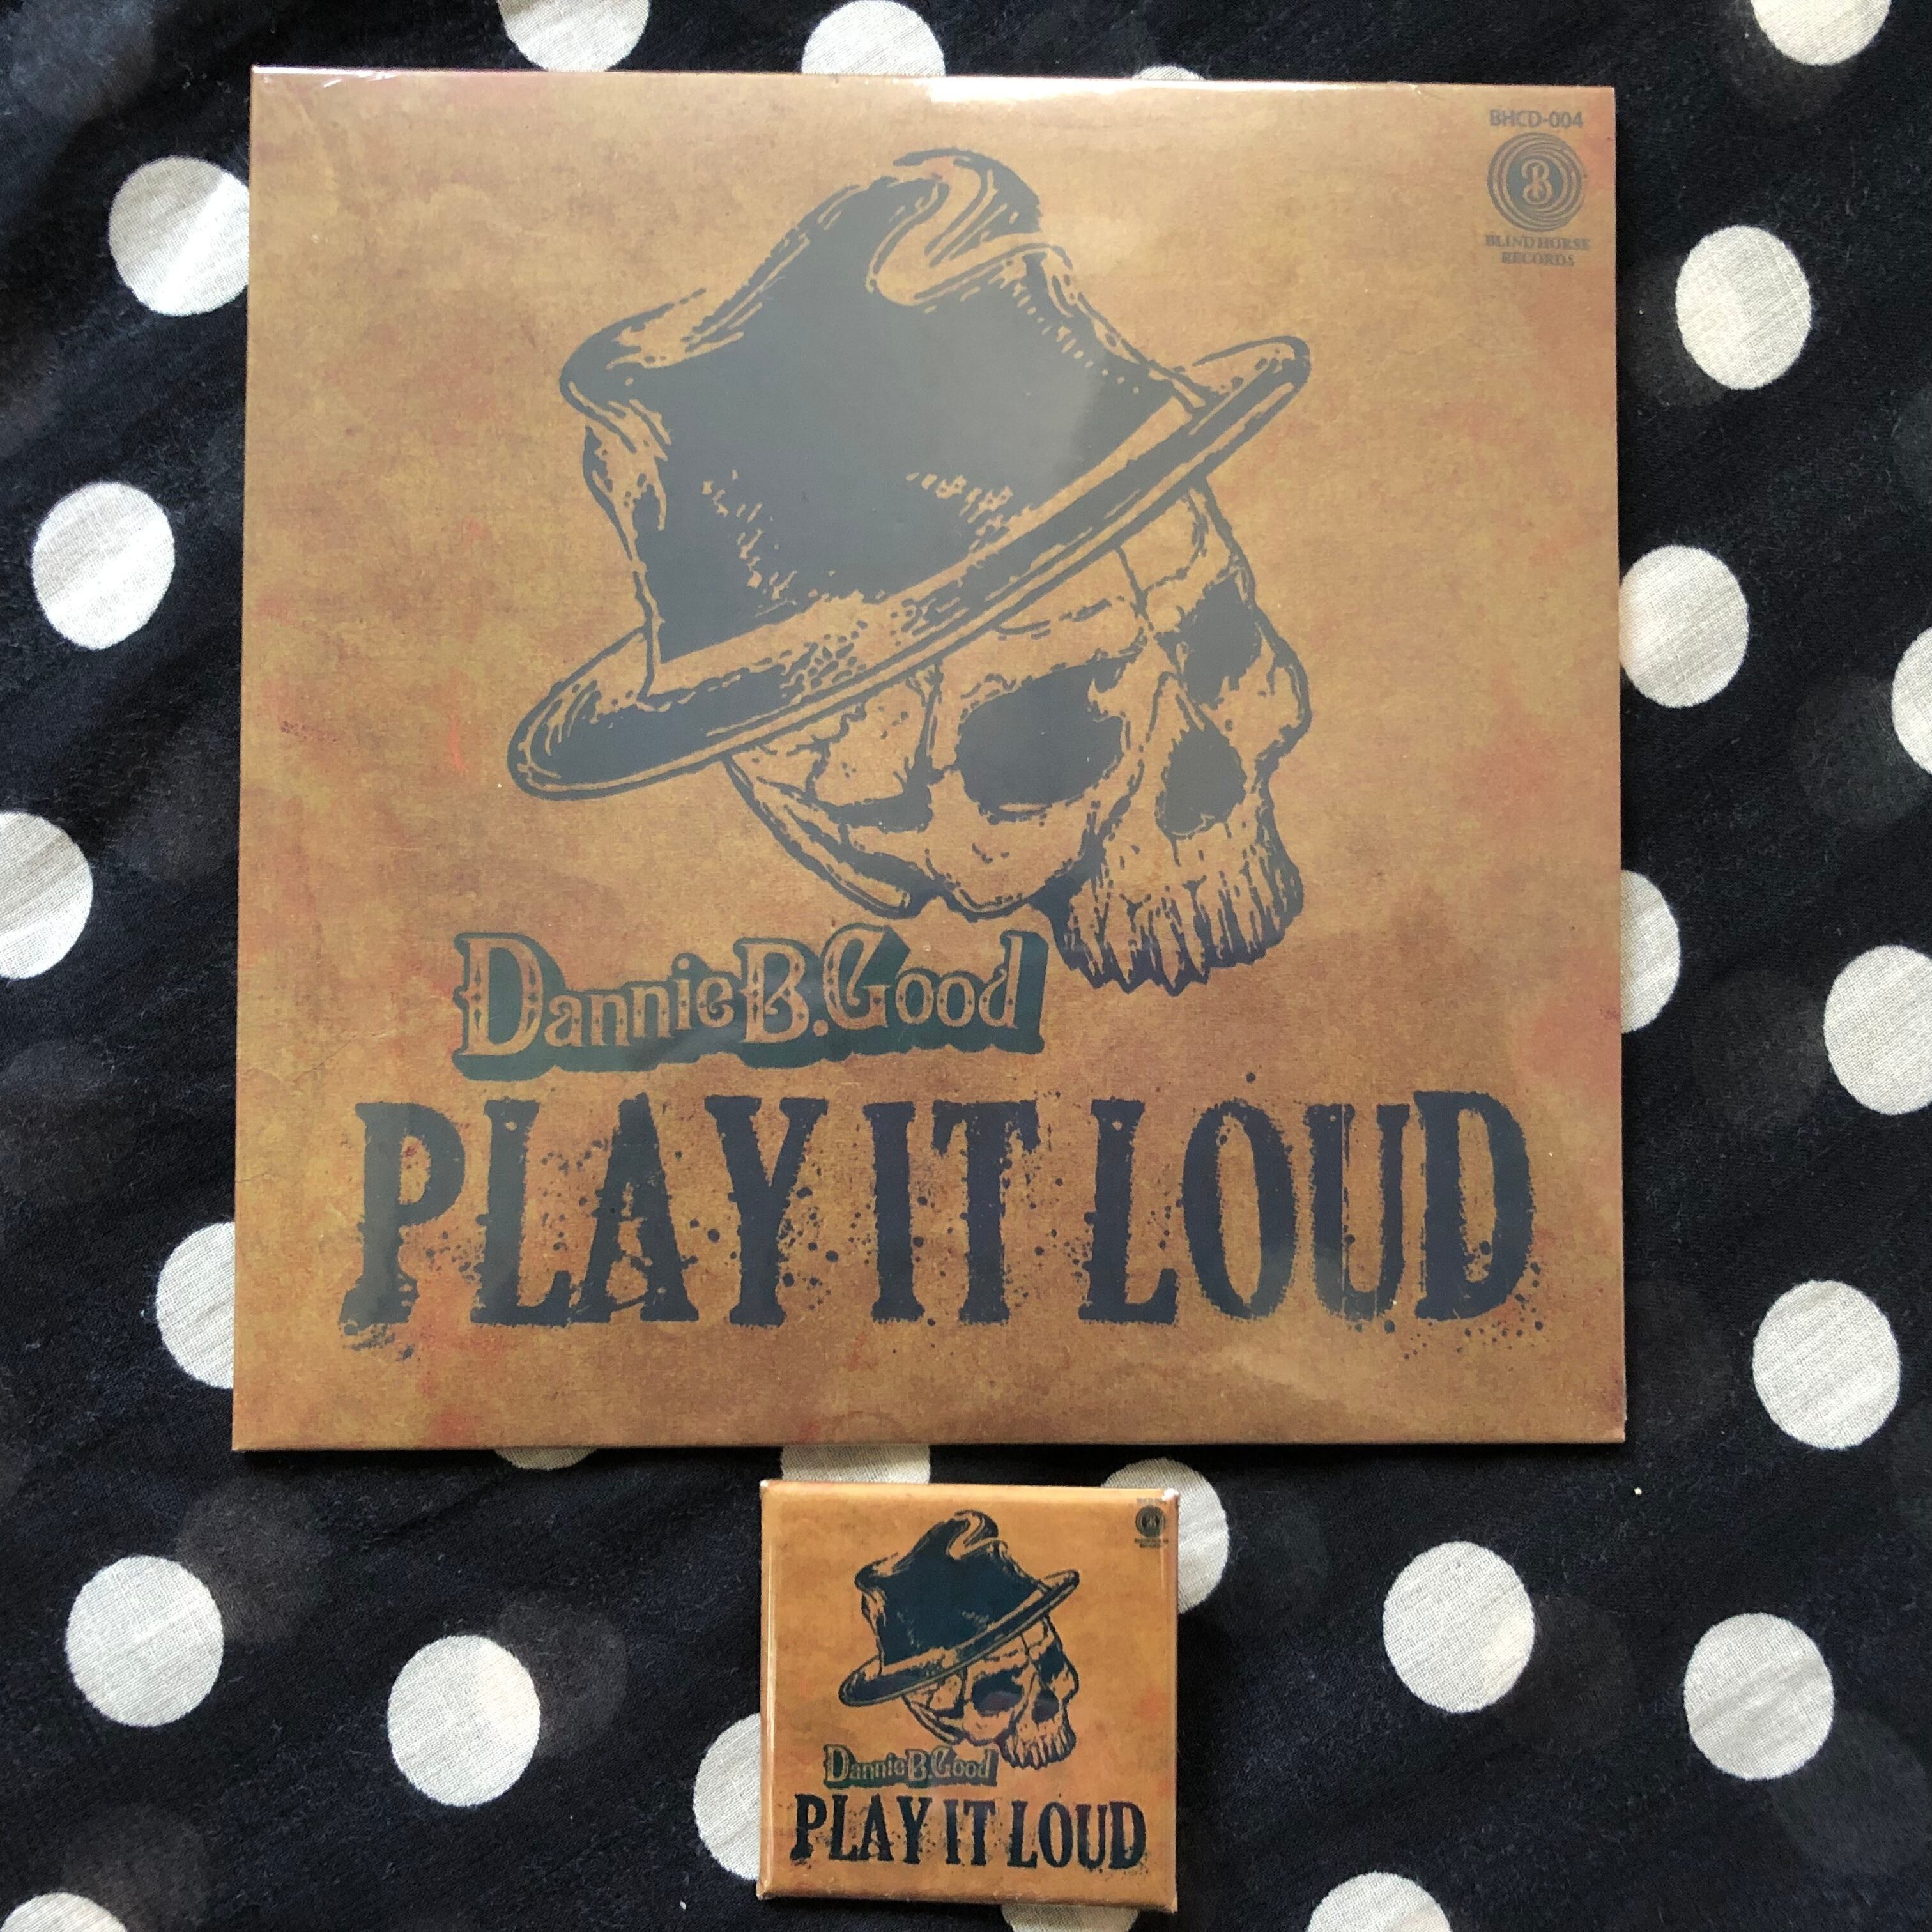 BHCD-004
B
BLIND HORSE
RECORDS
Dannie B. Good
PLAY IT LOUD
B
Dannie B. Good
PLAY IT LOUD